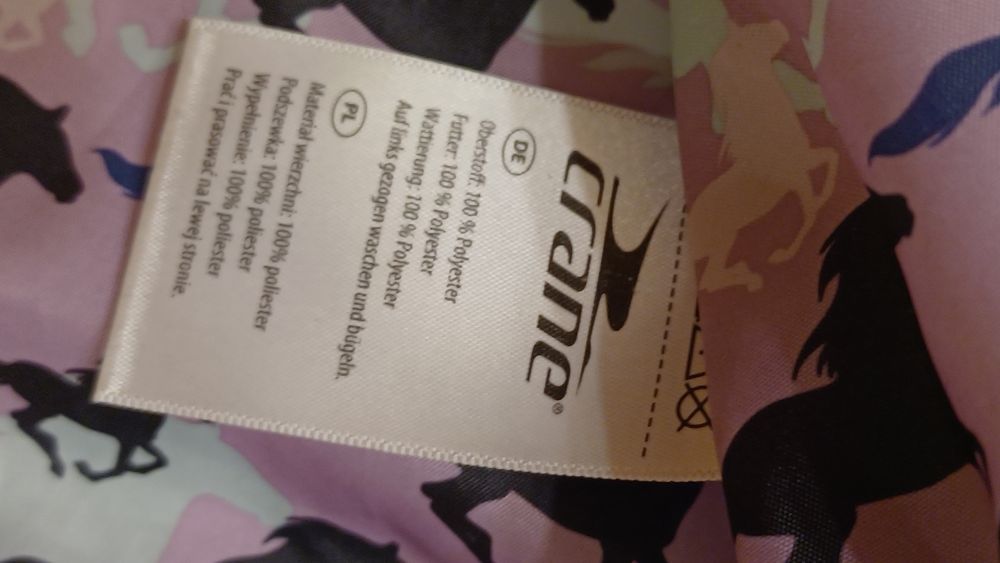 crane®
DE
Oberstoff: 100 % Polyester
Futter: 100 % Polyester
Wattierung: 100 % Polyester
Auf links gezogen waschen und bügeln.
PL
Materiał wierzchni: 100% poliester
Podszewka: 100% poliester
Wypełnienie: 100% poliester
Prać i prasować na lewej stronie.